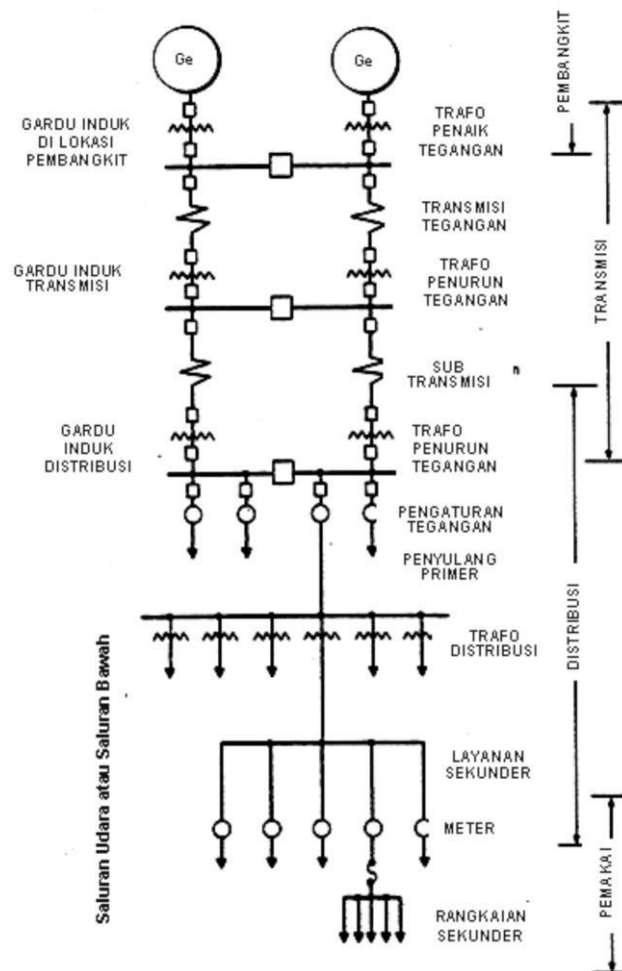 Ge
Ge
GARDU INDUK
DI LOKASI
PEMBANGKIT
TRAFO
PENAIK
TEGANGAN
PEMBANGKIT
TRANSMISI
TEGANGAN
GARDU INDUK
TRANSMISI
TRAFO
PENURUN
TEGANGAN
TRANSMISI
SUB
TRANSMISI
n
GARDU
INDUK
DISTRIBUSI
TRAFO
PENURUN
TEGANGAN
PENGATURAN
TEGANGAN
PENYULANG
PRIMER
DISTRIBUSI
TRAFO
DISTRIBUSI
Saluran Udara atau Saluran Bawah
LAYANAN
SEKUNDER
METER
PEMAKAI
RANGKAIAN
SEKUNDER